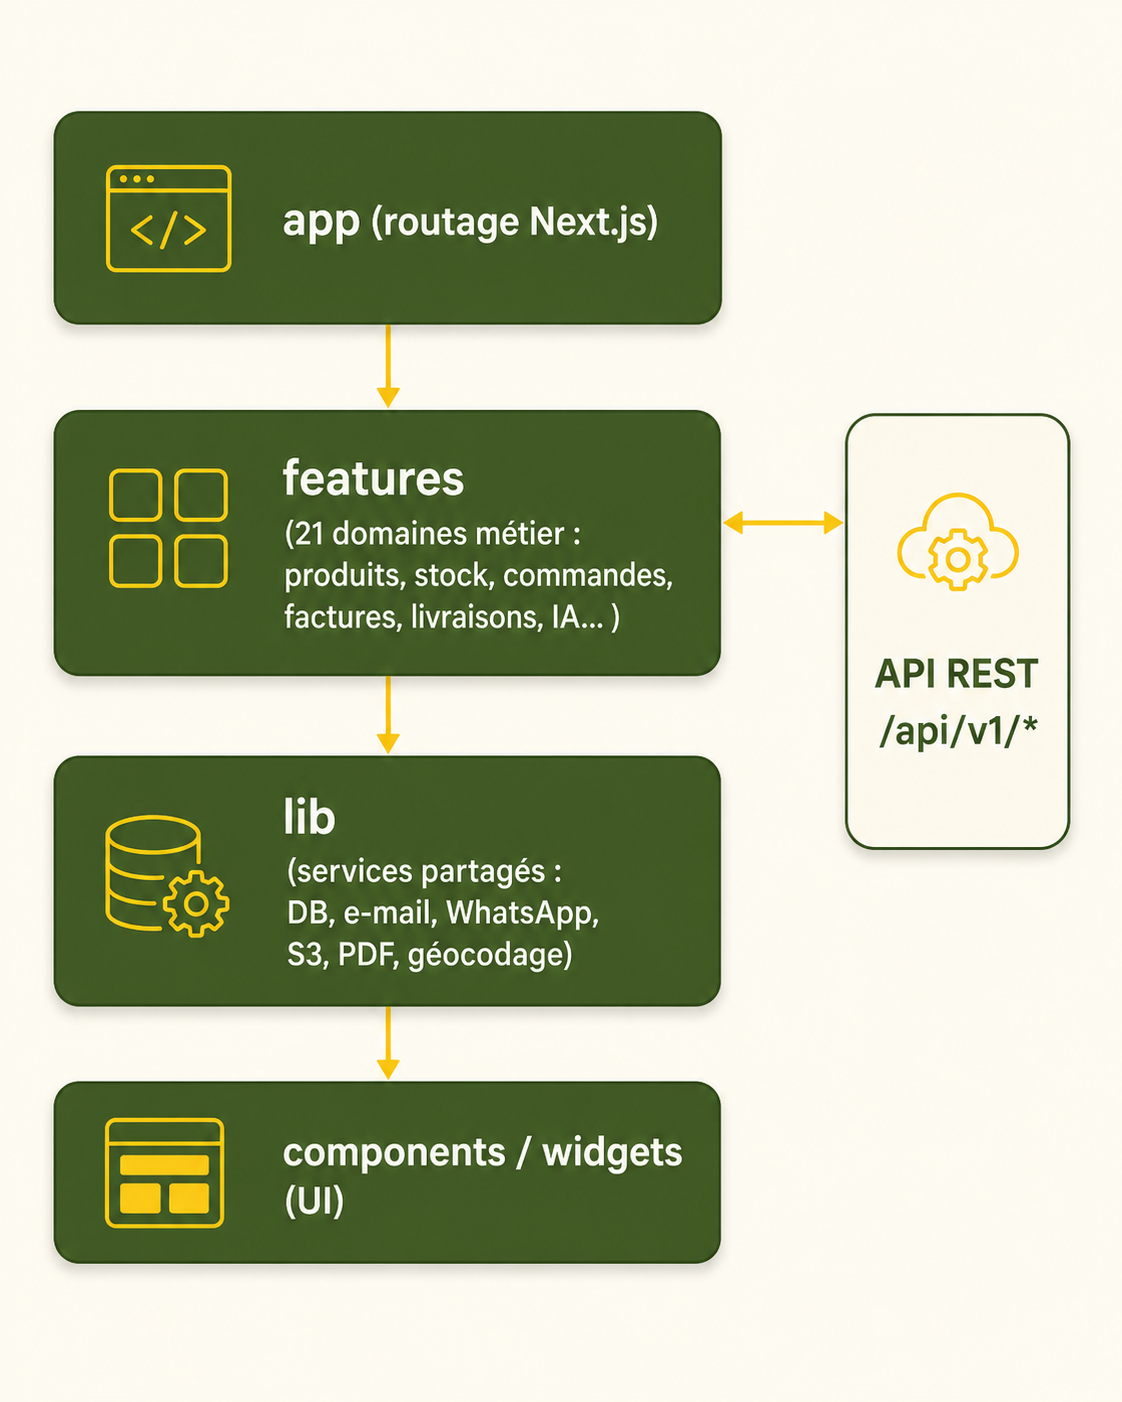 app (routage Next.js)
features
(21 domaines métier :
produits, stock, commandes,
factures, livraisons, IA... )
API REST
/api/v1/*
lib
(services partagés :
DB, e-mail, WhatsApp,
S3, PDF, géocodage)
components / widgets
(UI)